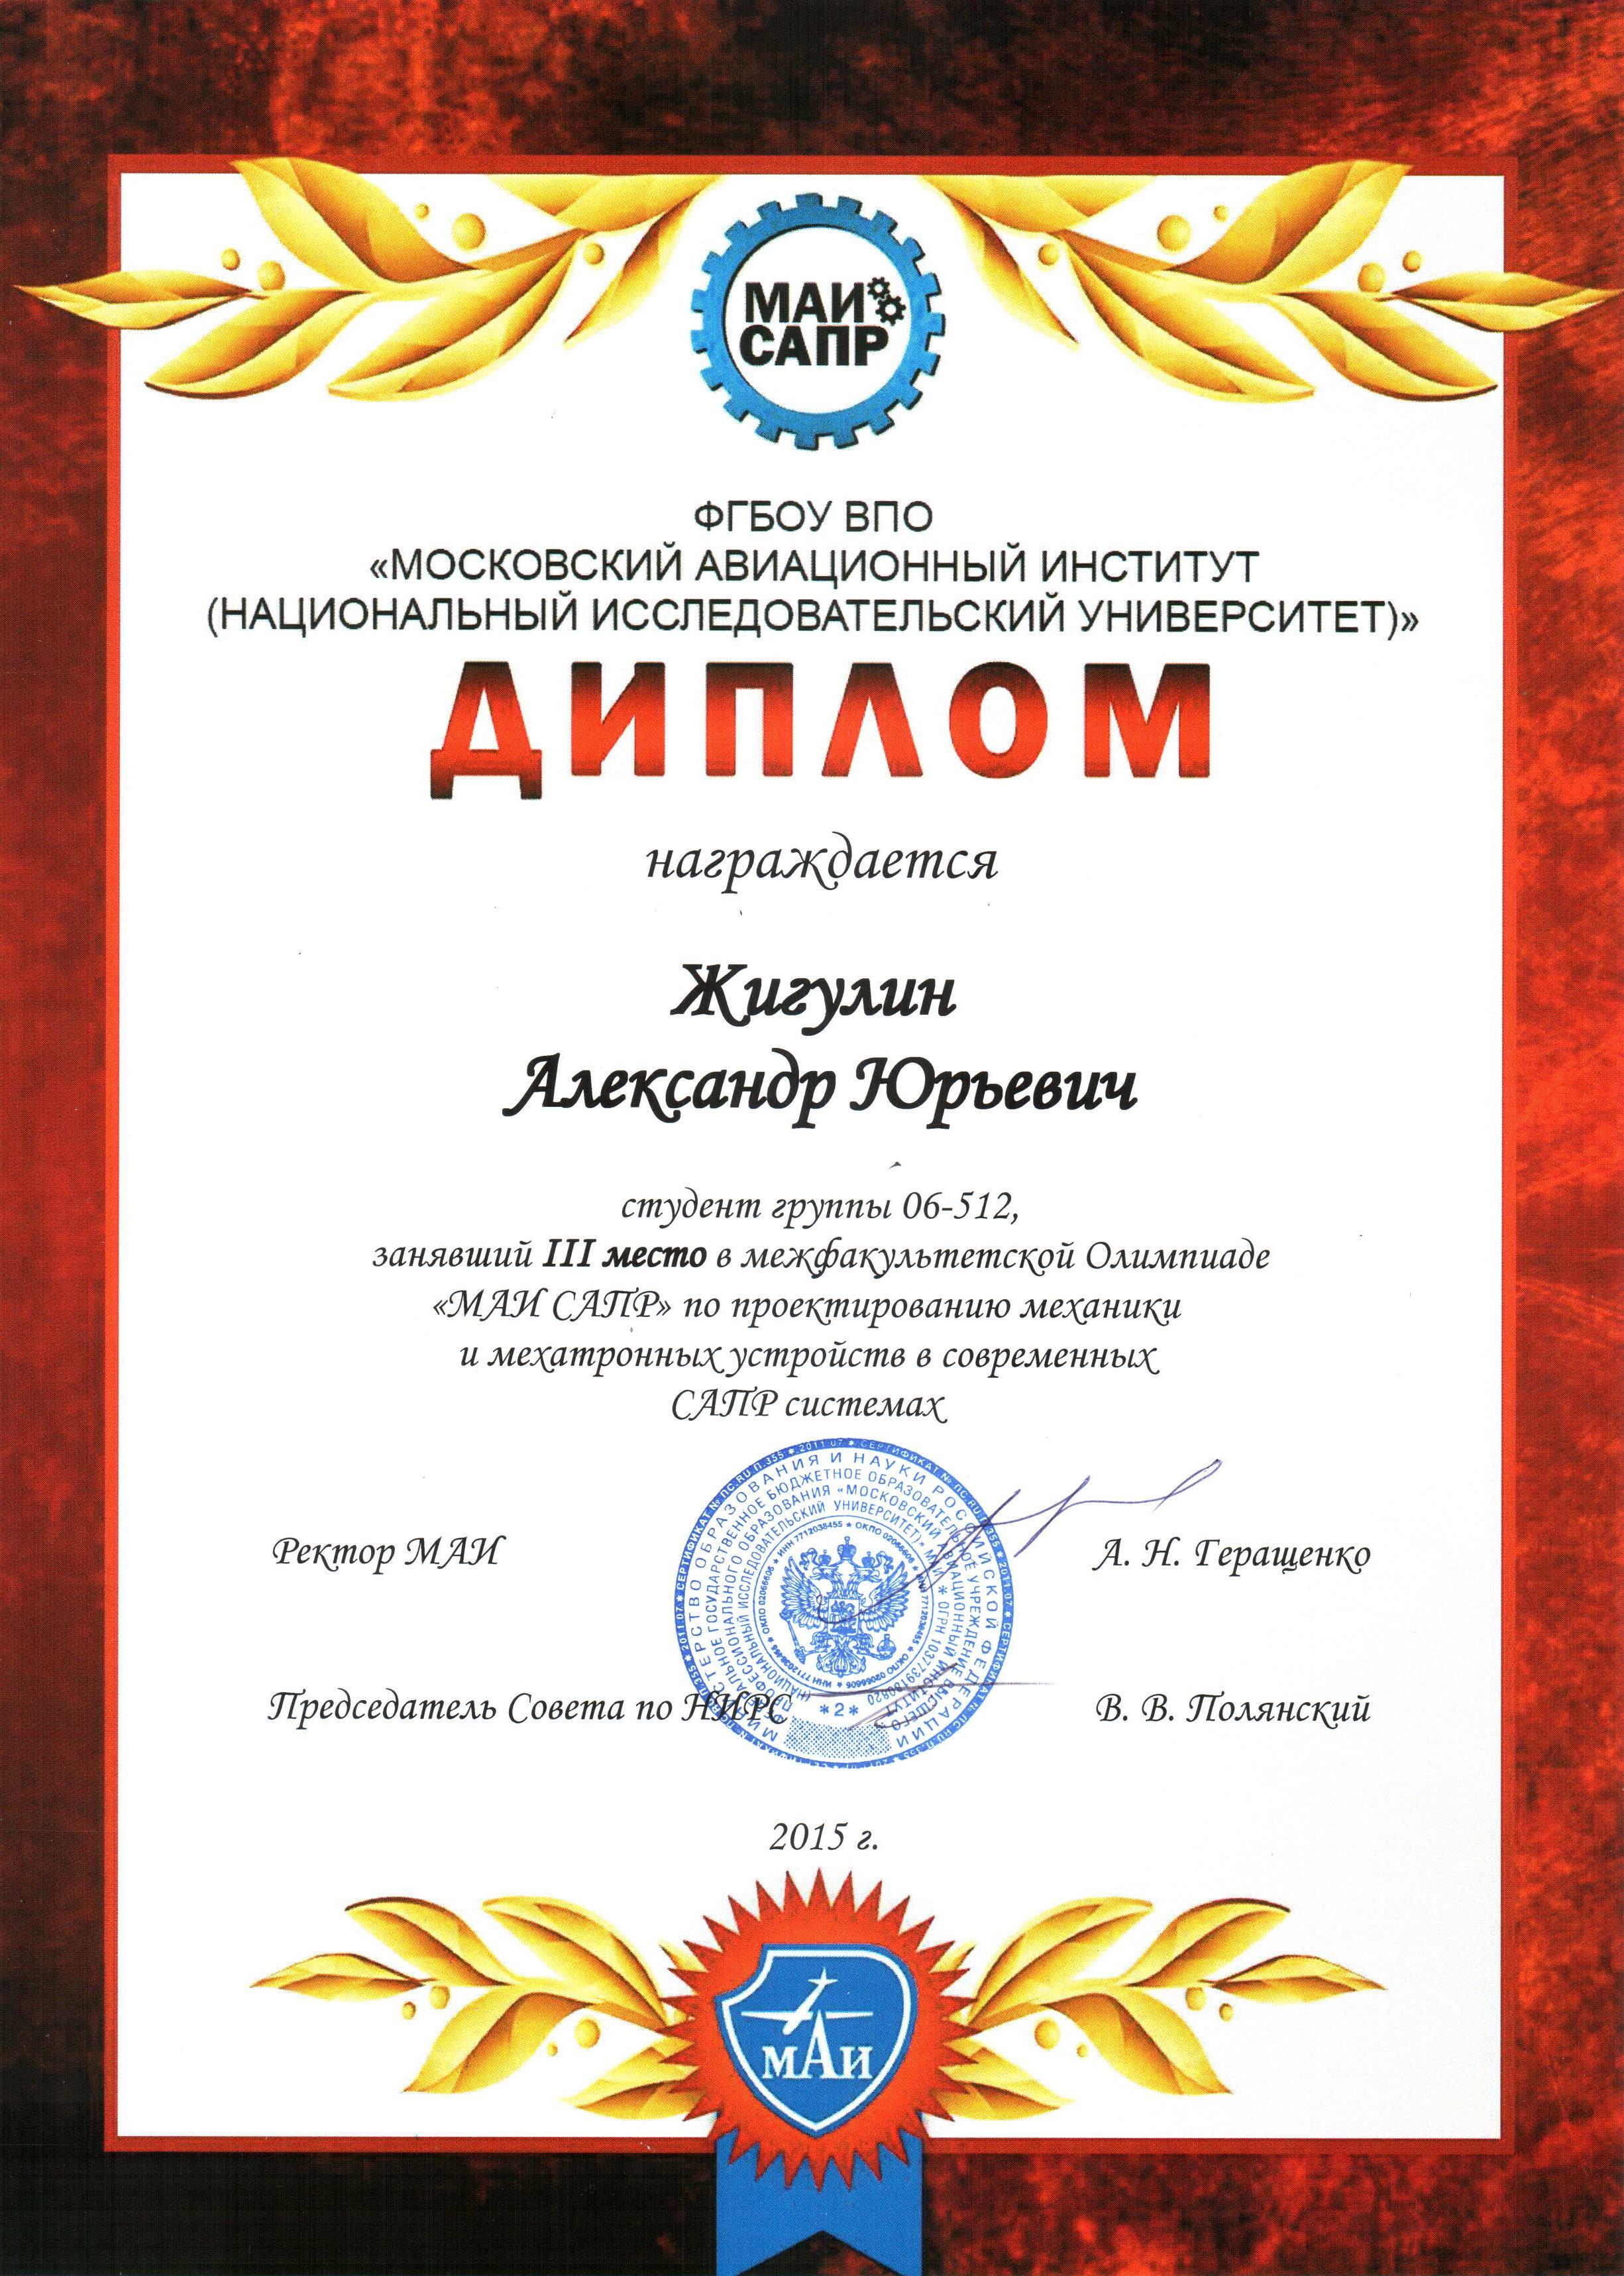 МАИ
САПР
ФГБОУ ВПО
«МОСКОВСКИЙ АВИАЦИОННЫЙ ИНСТИТУТ
(НАЦИОНАЛЬНЫЙ ИССЛЕДОВАТЕЛЬСКИЙ УНИВЕРСИТЕТ)»
ДИПЛОМ
награждается
Жигулин
Александр Юрьевич
студент группы 06-512,
занявший III место в межфакультетской Олимпиаде
«МАИ САПР» по проектированию механики
и мехатронных устройств в современных
САПР системах
Ректор МАИ
А. Н. Геращенко
Председатель Совета по НИРС
В. В. Полянский
*2*
2015 г.
МАИ